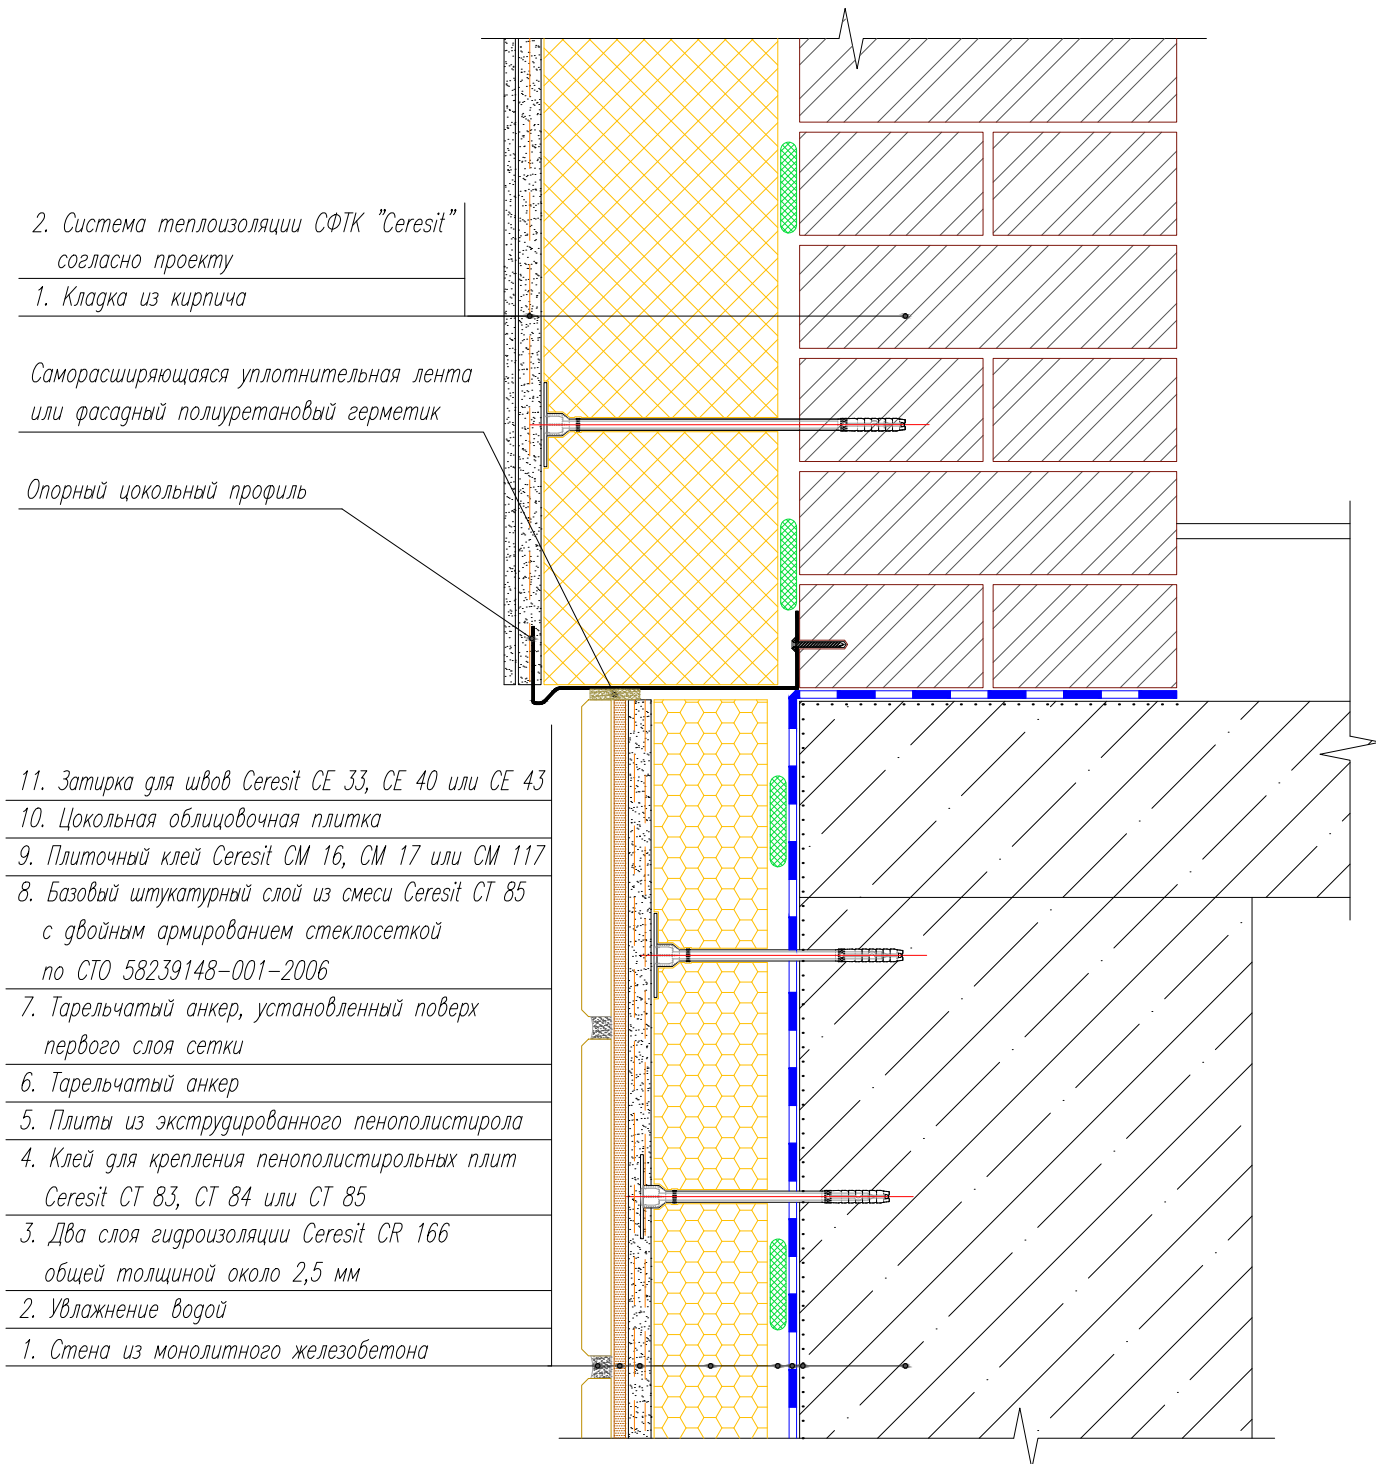 2. Система теплоизоляции СФТК "Ceresit"
согласно проекту
1. Кладка из кирпича
Саморасширяющаяся уплотнительная лента
или фасадный полиуретановый герметик
Опорный цокольный профиль
11. Затирка для швов Ceresit CE 33, CE 40 или CE 43
10. Цокольная облицовочная плитка
9. Плиточный клей Ceresit CM 16, CM 17 или CM 117
8. Базовый штукатурный слой из смеси Ceresit CT 85
с двойным армированием стеклосеткой
по СТО 58239148-001-2006
7. Тарельчатый анкер, установленный поверх
первого слоя сетки
6. Тарельчатый анкер
5. Плиты из экструдированного пенополистирола
4. Клей для крепления пенополистирольных плит
Ceresit CT 83, CT 84 или CT 85
3. Два слоя гидроизоляции Ceresit CR 166
общей толщиной около 2,5 мм
2. Увлажнение водой
1. Стена из монолитного железобетона